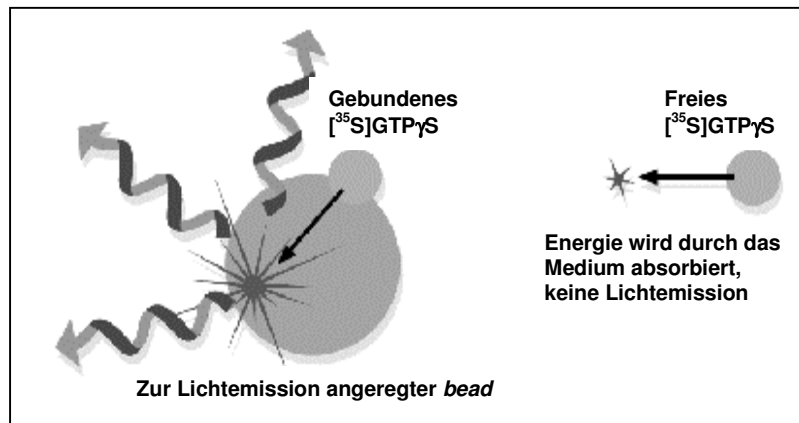 Gebundenes
[³⁵S]GTPγS
Freies
[³⁵S]GTPγS
Energie wird durch das
Medium absorbiert,
keine Lichtemission
Zur Lichtemission angeregter bead